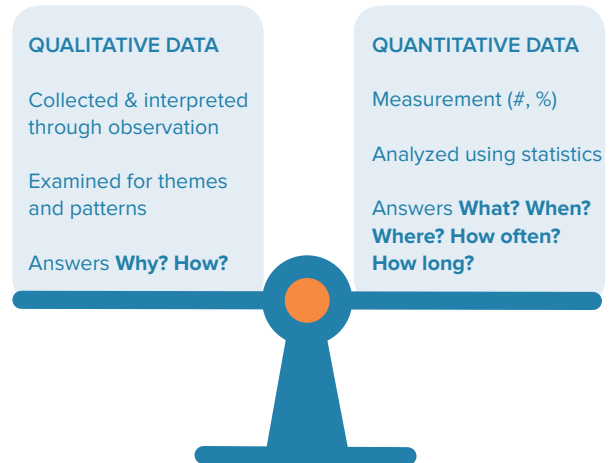 QUALITATIVE DATA
Collected & interpreted
through observation
Examined for themes
and patterns
Answers Why? How?
QUANTITATIVE DATA
Measurement (#, %)
Analyzed using statistics
Answers What? When?
Where? How often?
How long?